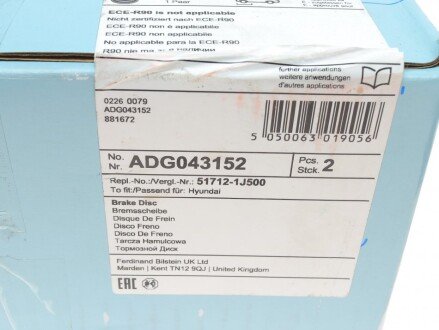 1 Paar
ECE-R90 is not applicable
Nicht zertifiziert nach ECE-R90
ECE-R90 non è applicabile
ECE-R90 non applicable
No applicable para la ECE-R90
R90 не
further applications
weitere anwendungen
d'autres applications
0226 0079
ADG043152
881672
5 050063 019056
No.
Nr. ADG043152
Pcs.
Stck. 2
Repl.-No./Vergl.-Nr.: 51712-1J500
To fit/Passend für: Hyundai
Brake Disc
Bremsscheibe
Disque De Frein
Disco Freno
Disco De Freno
Tarcza Hamulcowa
Тормозной Диск
Ferdinand Bilstein UK Ltd
Marden | Kent TN12 9QJ | United Kingdom
EAC